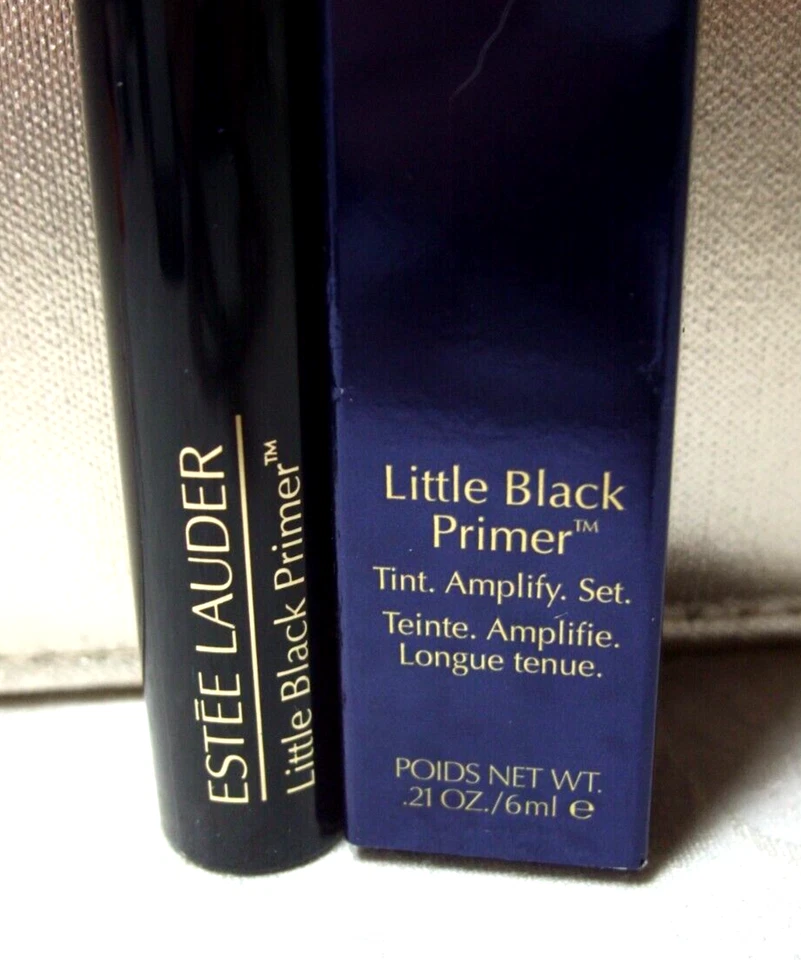 ESTĒE LAUDER
Little Black Primer™
Little Black
Primer™
Tint. Amplify. Set.
Teinte. Amplifie.
Longue tenue.
POIDS NET WT.
.21 OZ./6ml ℮